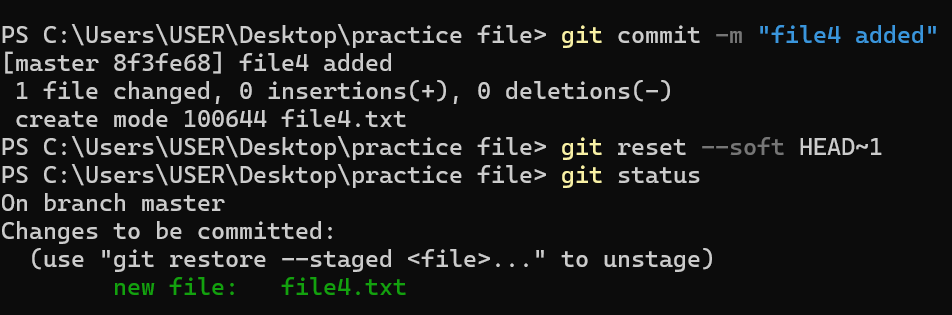 PS C:\Users\USER\Desktop\practice file> git commit -m "file4 added"
[master 8f3fe68] file4 added
 1 file changed, 0 insertions(+), 0 deletions(-)
 create mode 100644 file4.txt
PS C:\Users\USER\Desktop\practice file> git reset --soft HEAD~1
PS C:\Users\USER\Desktop\practice file> git status
On branch master
Changes to be committed:
  (use "git restore --staged <file>..." to unstage)
        new file:   file4.txt